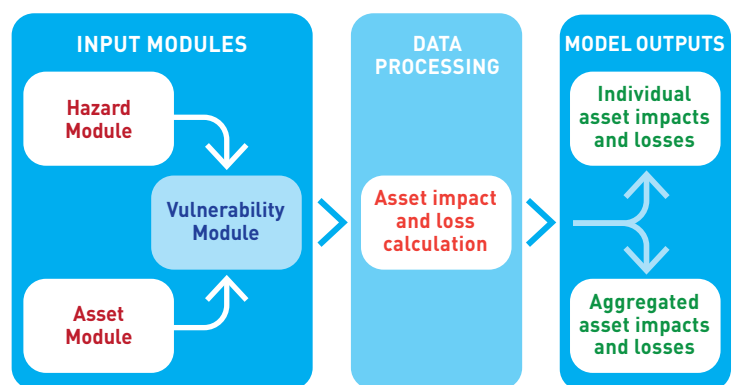 INPUT MODULES
Hazard
Module
Vulnerability
Module
Asset
Module
DATA
PROCESSING
Asset impact
and loss
calculation
MODEL OUTPUTS
Individual
asset impacts
and losses
Aggregated
asset impacts
and losses